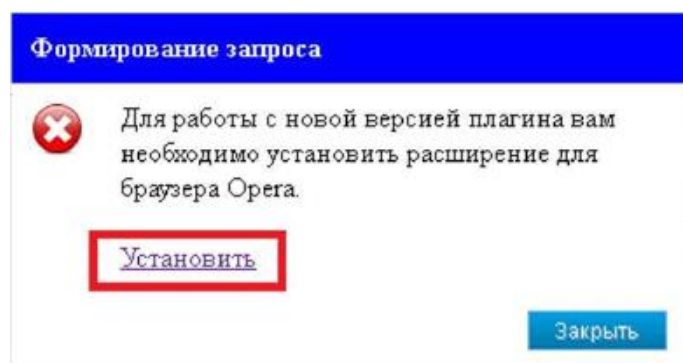 Формирование запроса
Для работы с новой версией плагина вам
необходимо установить расширение для
браузера Opera.
Установить
Закрыть